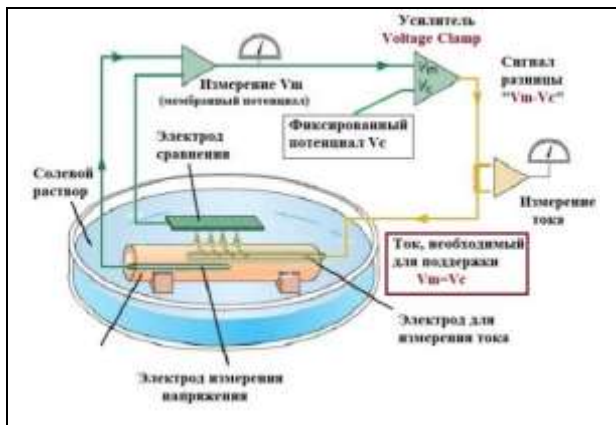 Усилитель
Voltage Clamp
Vm
Vc
Измерение Vm
(мембранный потенциал)
Сигнал
разницы
"Vm-Vc"
Фиксированный
потенциал Vc
Электрод
сравнения
Солевой
раствор
Измерение
тока
Ток, необходимый
для поддержки
Vm=Vc
Электрод для
измерения тока
Электрод измерения
напряжения